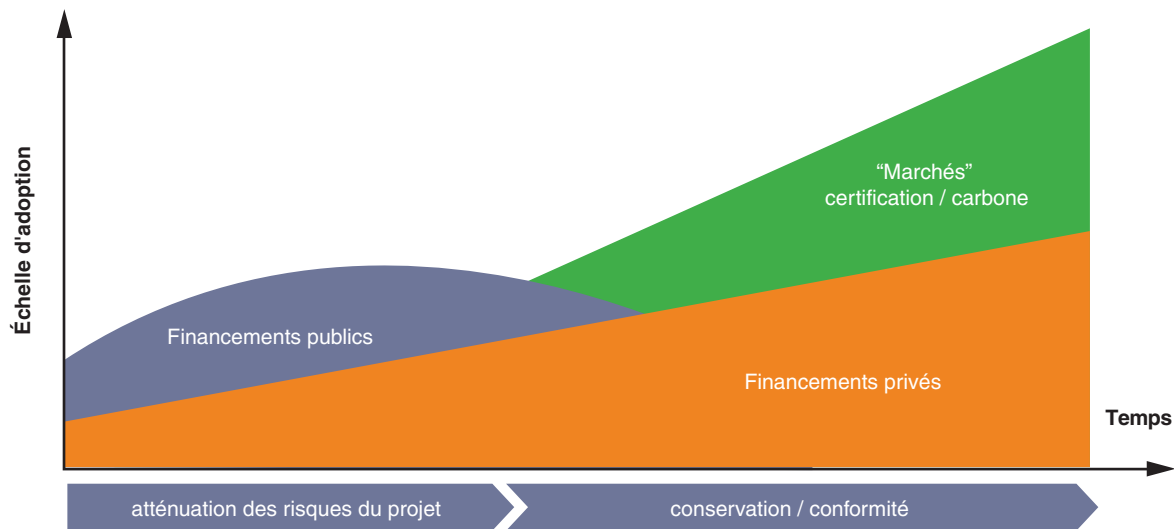 Échelle d'adoption
“Marchés”
certification / carbone
Financements publics
Financements privés
Temps
atténuation des risques du projet
conservation / conformité